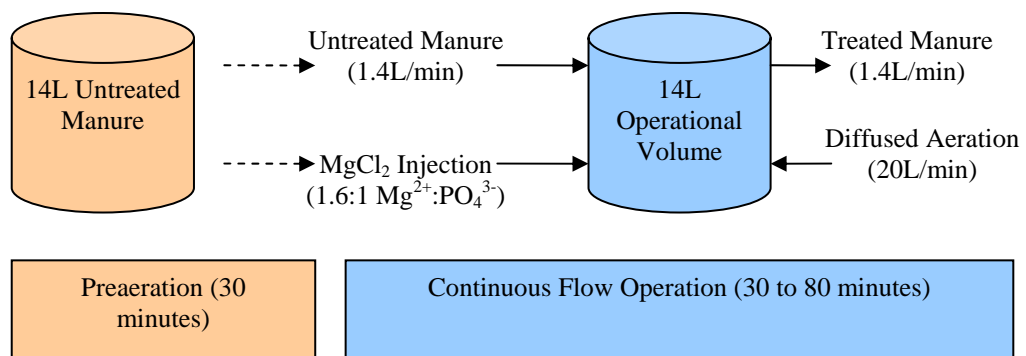 14L Untreated
Manure
Untreated Manure
(1.4L/min)
MgCl₂ Injection
(1.6:1 Mg²⁺:PO₄³⁻)
14L
Operational
Volume
Treated Manure
(1.4L/min)
Diffused Aeration
(20L/min)
Preaeration (30
minutes)
Continuous Flow Operation (30 to 80 minutes)